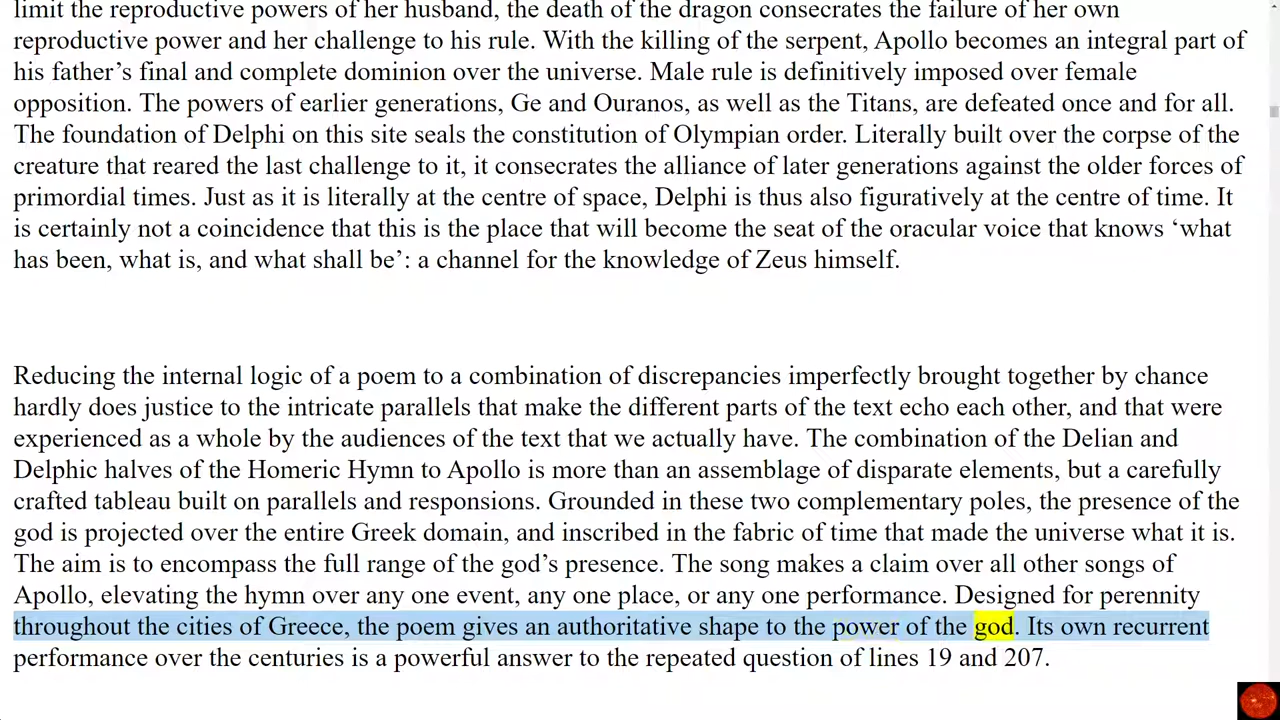 limit the reproductive powers of her husband, the death of the dragon consecrates the failure of her own
reproductive power and her challenge to his rule. With the killing of the serpent, Apollo becomes an integral part of
his father’s final and complete dominion over the universe. Male rule is definitively imposed over female
opposition. The powers of earlier generations, Ge and Ouranos, as well as the Titans, are defeated once and for all.
The foundation of Delphi on this site seals the constitution of Olympian order. Literally built over the corpse of the
creature that reared the last challenge to it, it consecrates the alliance of later generations against the older forces of
primordial times. Just as it is literally at the centre of space, Delphi is thus also figuratively at the centre of time. It
is certainly not a coincidence that this is the place that will become the seat of the oracular voice that knows ‘what
has been, what is, and what shall be’: a channel for the knowledge of Zeus himself.
Reducing the internal logic of a poem to a combination of discrepancies imperfectly brought together by chance
hardly does justice to the intricate parallels that make the different parts of the text echo each other, and that were
experienced as a whole by the audiences of the text that we actually have. The combination of the Delian and
Delphic halves of the Homeric Hymn to Apollo is more than an assemblage of disparate elements, but a carefully
crafted tableau built on parallels and responsions. Grounded in these two complementary poles, the presence of the
god is projected over the entire Greek domain, and inscribed in the fabric of time that made the universe what it is.
The aim is to encompass the full range of the god’s presence. The song makes a claim over all other songs of
Apollo, elevating the hymn over any one event, any one place, or any one performance. Designed for perennity
throughout the cities of Greece, the poem gives an authoritative shape to the power of the god. Its own recurrent
performance over the centuries is a powerful answer to the repeated question of lines 19 and 207.